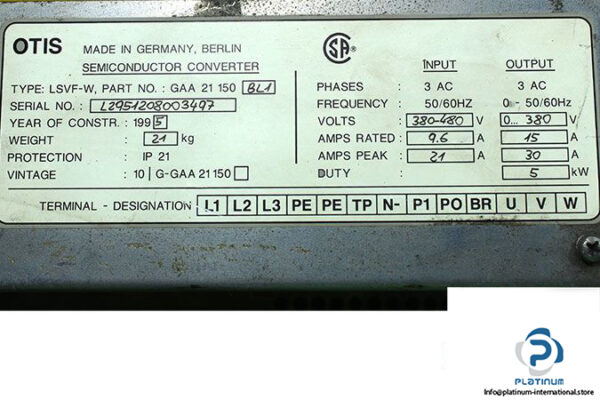 OTIS MADE IN GERMANY, BERLIN
SEMICONDUCTOR CONVERTER
TYPE: LSVF-W, PART NO. : GAA 21 150 BL1
SERIAL NO. : L2951208003497
YEAR OF CONSTR. : 1995
WEIGHT : 21 kg
PROTECTION : IP 21
VINTAGE : 10 | G-GAA 21150
CSA
INPUT OUTPUT
PHASES : 3 AC 3 AC
FREQUENCY : 50/60HZ 0 - 50/60Hz
VOLTS : 380-480 V 0... 380 V
AMPS RATED : 9.6 A 15 A
AMPS PEAK : 21 A 30 A
DUTY : 5 kW
TERMINAL - DESIGNATION : L1 L2 L3 PE PE TP N- P1 PO BR U V W
PLATINUM
Info@platinum-international.store